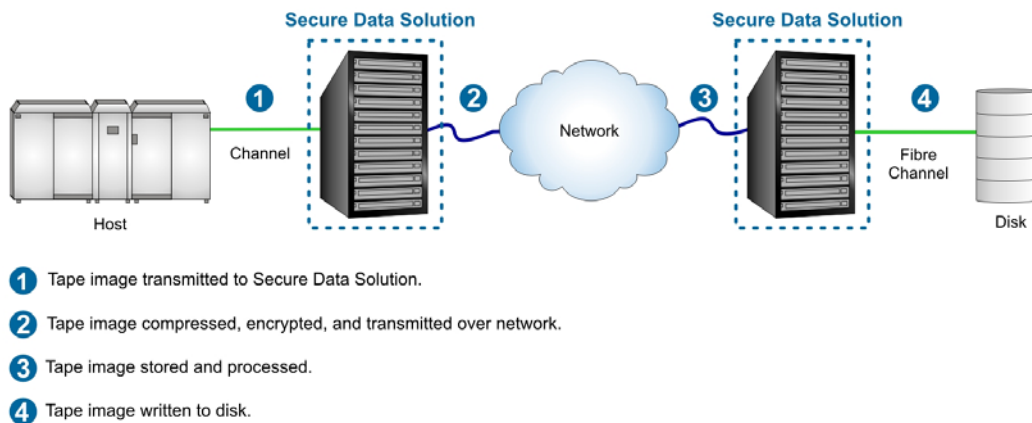 Secure Data Solution
Secure Data Solution
1
2
3
4
Network
Channel
Fibre
Channel
Host
Disk
1 Tape image transmitted to Secure Data Solution.
2 Tape image compressed, encrypted, and transmitted over network.
3 Tape image stored and processed.
4 Tape image written to disk.